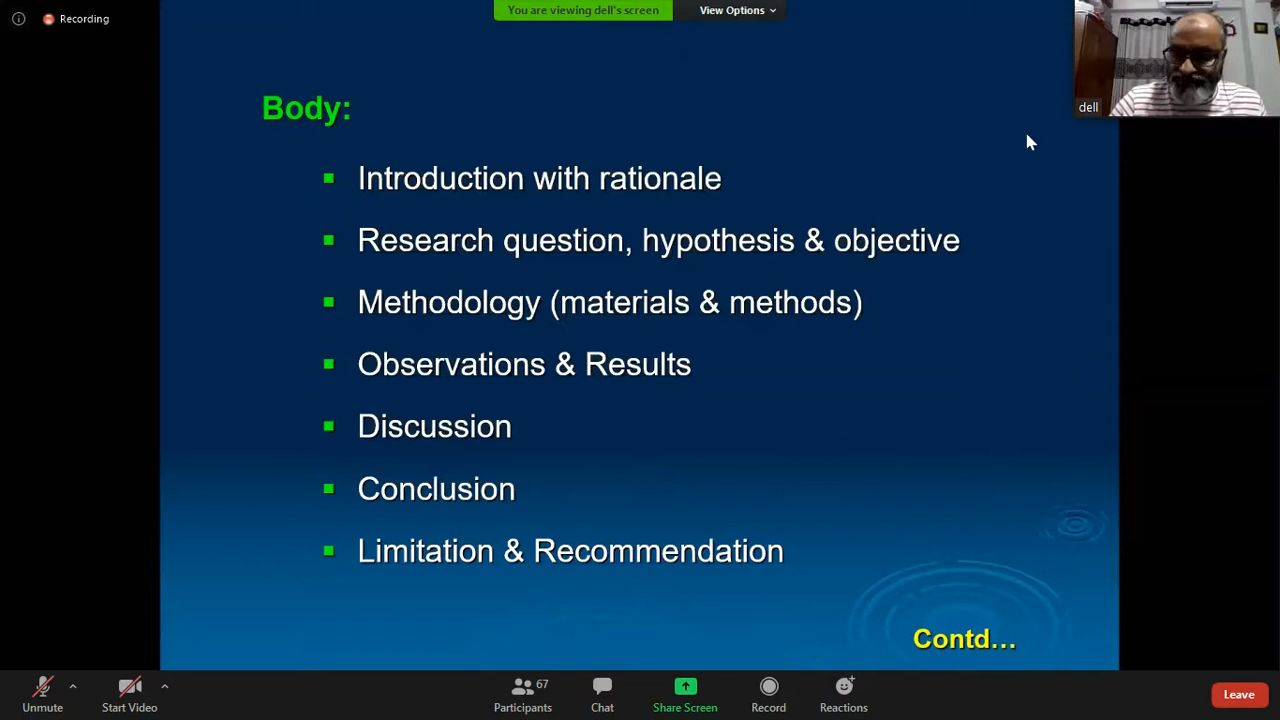 Recording
You are viewing dell's screen
View Options
dell
Body:
Introduction with rationale
Research question, hypothesis & objective
Methodology (materials & methods)
Observations & Results
Discussion
Conclusion
Limitation & Recommendation
Contd...
Unmute
Start Video
67
Participants
Chat
Share Screen
Record
Reactions
Leave